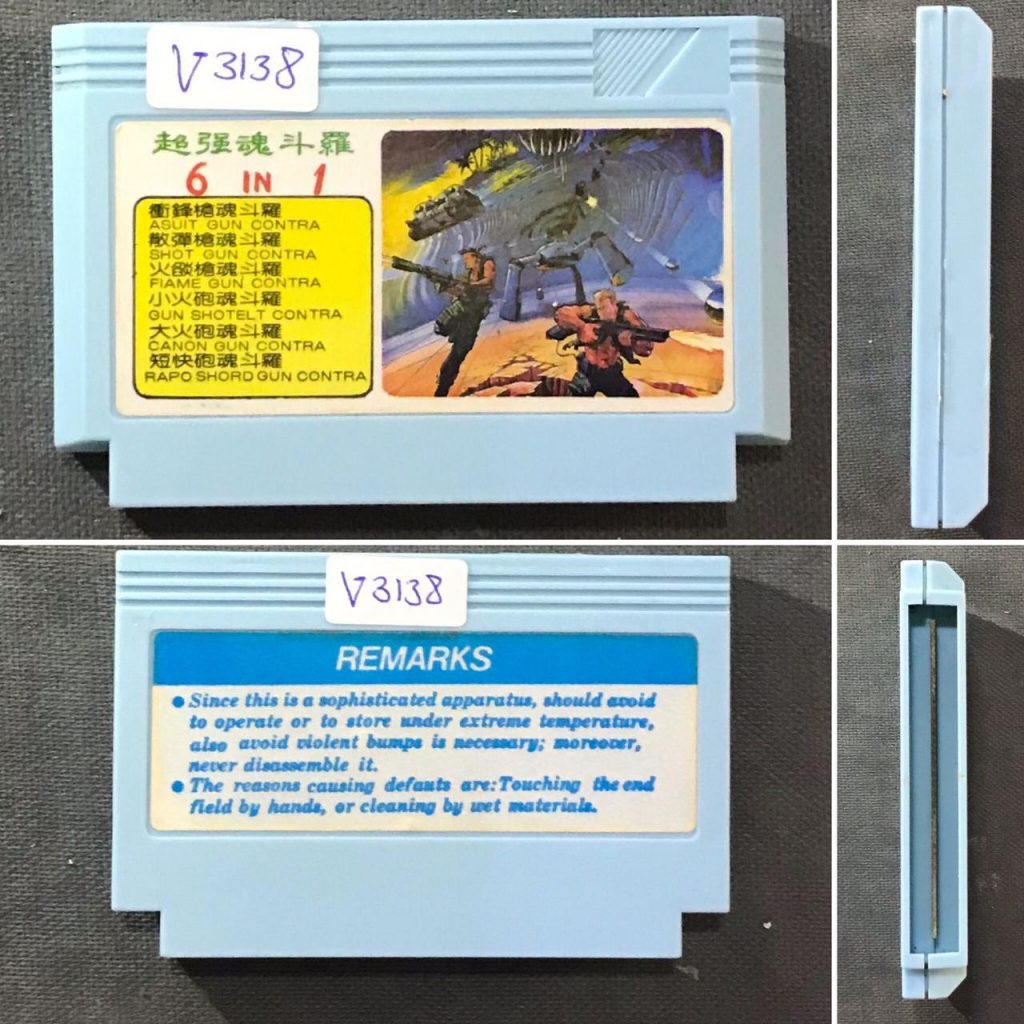 V3138
超强魂斗羅
6 IN 1
衝鋒槍魂斗羅
ASUIT GUN CONTRA
散彈槍魂斗羅
SHOT GUN CONTRA
火燄槍魂斗羅
FIAME GUN CONTRA
小火砲魂斗羅
GUN SHOTELT CONTRA
大火砲魂斗羅
CANON GUN CONTRA
短快砲魂斗羅
RAPO SHORD GUN CONTRA
V3138
REMARKS
● Since this is a sophisticated apparatus, should avoid
to operate or to store under extreme temperature,
also avoid violent bumps is necessary; moreover,
never disassemble it.
● The reasons causing defauts are: Touching the end
field by hands, or cleaning by wet materials.